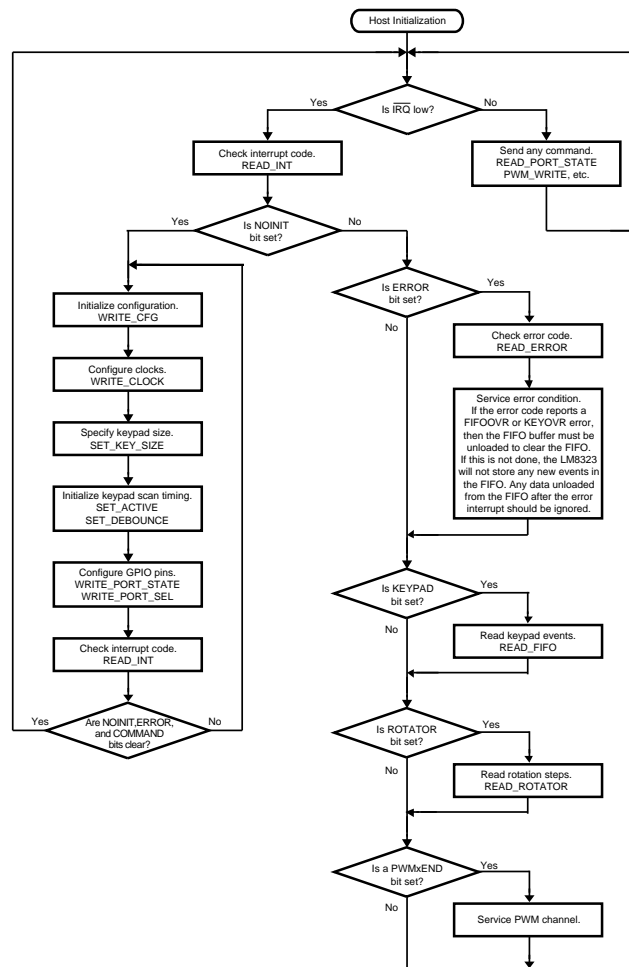 Host Initialization
Is IRQ low?
Yes
No
Check interrupt code.
READ_INT
Send any command.
READ_PORT_STATE
PWM_WRITE, etc.
Is NOINIT
bit set?
Yes
No
Initialize configuration.
WRITE_CFG
Configure clocks.
WRITE_CLOCK
Specify keypad size.
SET_KEY_SIZE
Initialize keypad scan timing.
SET_ACTIVE
SET_DEBOUNCE
Configure GPIO pins.
WRITE_PORT_STATE
WRITE_PORT_SEL
Check interrupt code.
READ_INT
Yes
Are NOINIT,ERROR,
and COMMAND
bits clear?
No
Is ERROR
bit set?
Yes
No
Check error code.
READ_ERROR
Service error condition.
If the error code reports a
FIFOOVR or KEYOVR error,
then the FIFO buffer must be
unloaded to clear the FIFO.
If this is not done, the LM8323
will not store any new events in
the FIFO. Any data unloaded
from the FIFO after the error
interrupt should be ignored.
Is KEYPAD
bit set?
Yes
No
Read keypad events.
READ_FIFO
Is ROTATOR
bit set?
Yes
No
Read rotation steps.
READ_ROTATOR
Is a PWMxEND
bit set?
Yes
No
Service PWM channel.